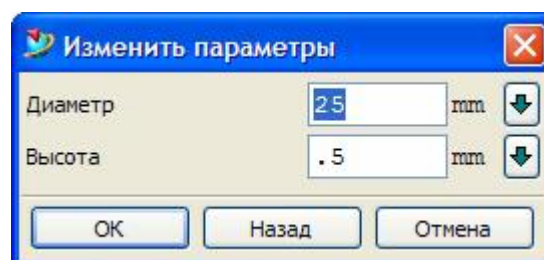 Изменить параметры
Диаметр 25 mm
Высота .5 mm
OK Назад Отмена